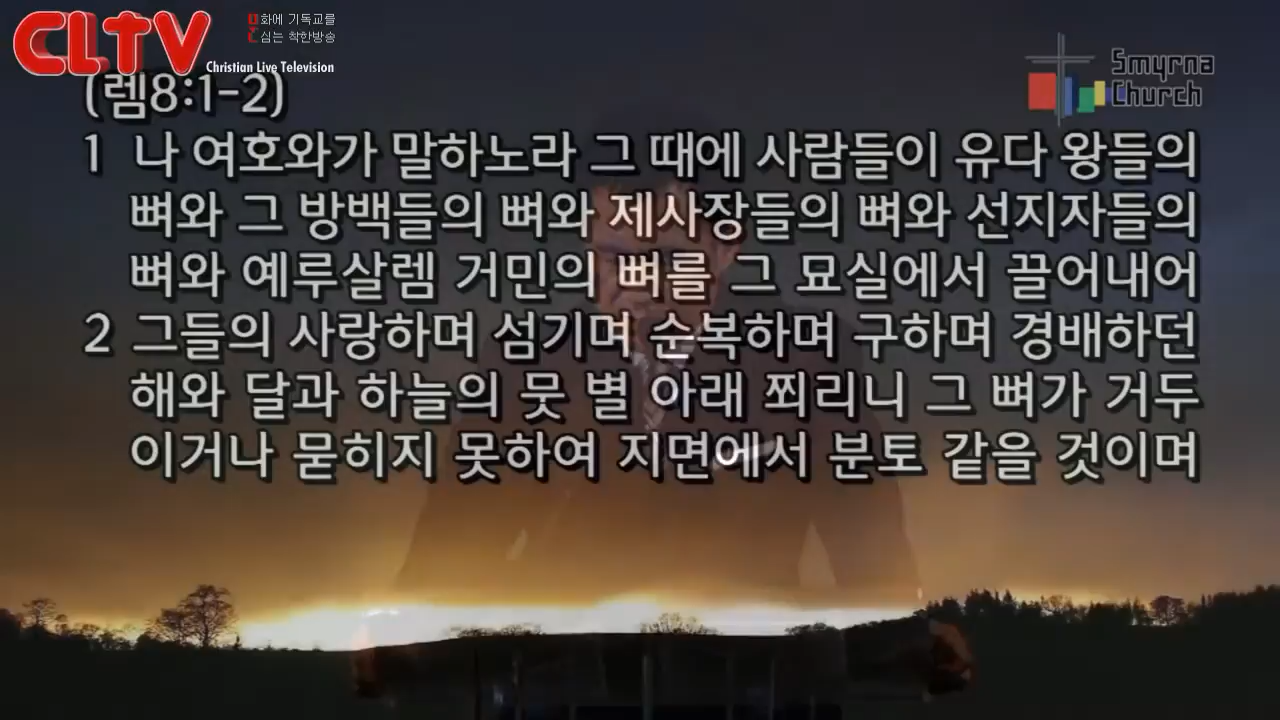 CLTV
문화에 기독교를
심는 착한방송
Christian Live Television
Smyrna
Church
(렘8:1-2)
1 나 여호와가 말하노라 그 때에 사람들이 유다 왕들의
뼈와 그 방백들의 뼈와 제사장들의 뼈와 선지자들의
뼈와 예루살렘 거민의 뼈를 그 묘실에서 끌어내어
2 그들의 사랑하며 섬기며 순복하며 구하며 경배하던
해와 달과 하늘의 뭇 별 아래 쬐리니 그 뼈가 거두
이거나 묻히지 못하여 지면에서 분토 같을 것이며